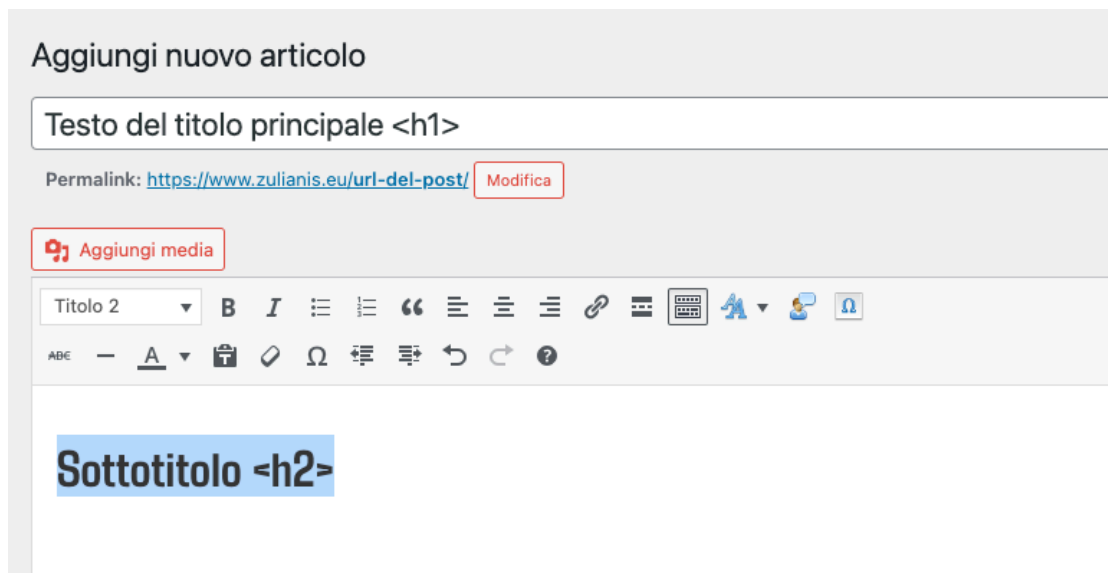 Aggiungi nuovo articolo
Testo del titolo principale <h1>
Permalink: https://www.zulianis.eu/url-del-post/ Modifica
Aggiungi media
Titolo 2 B I Ω
ABC A Ω
Sottotitolo <h2>